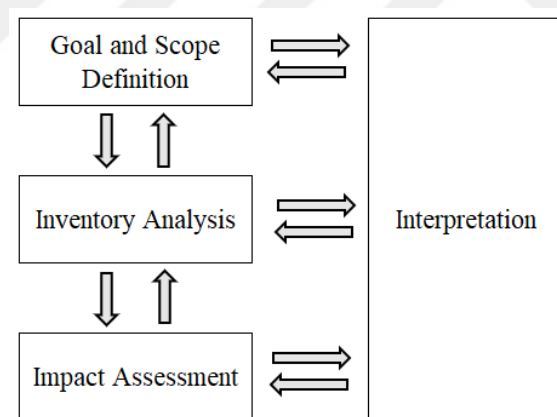 Goal and Scope
Definition
Inventory Analysis
Interpretation
Impact Assessment